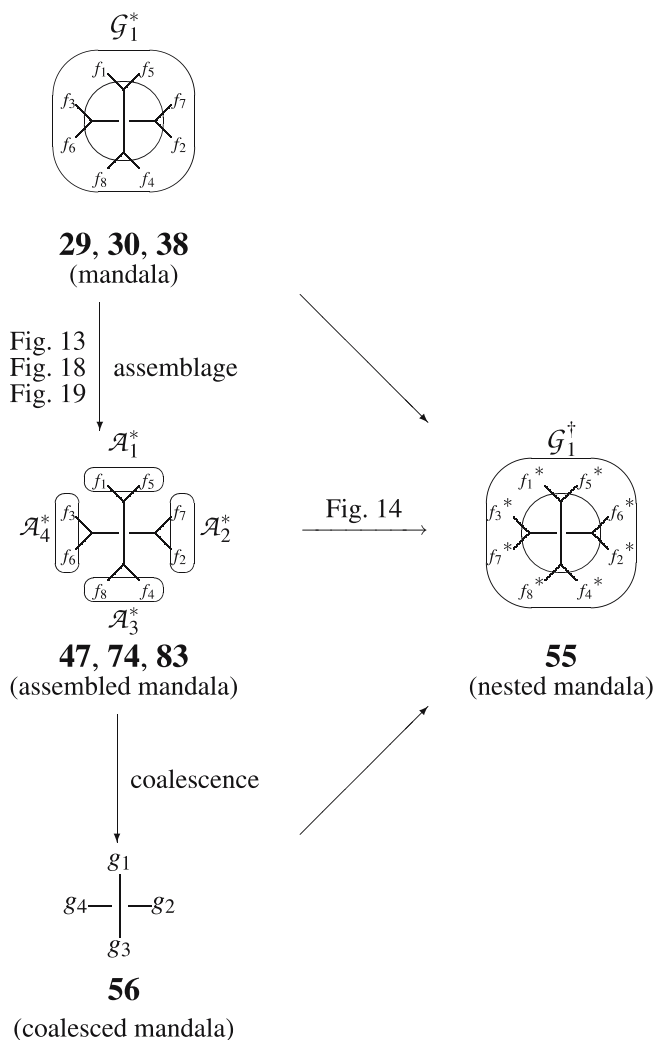 𝒢₁*
f₁ f₅
f₃ f₇
f₆ f₂
f₈ f₄
29, 30, 38
(mandala)
Fig. 13
Fig. 18
Fig. 19
assemblage
𝒜₁*
f₁ f₅
𝒜₄* f₃ f₇ 𝒜₂*
f₆ f₂
f₈ f₄
𝒜₃*
47, 74, 83
(assembled mandala)
Fig. 14
𝒢₁†
f₁* f₅*
f₃* f₆*
f₇* f₂*
f₈* f₄*
55
(nested mandala)
coalescence
g₁
g₄ g₂
g₃
56
(coalesced mandala)